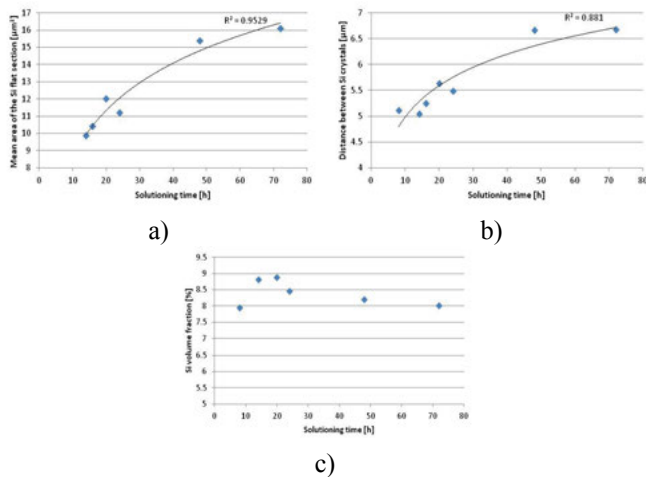 R² = 0.9529
Mean area of the Si flat section [µm²]
17
16
15
14
13
12
11
10
9
8
0 10 20 30 40 50 60 70 80
Solutioning time [h]
a)
R² = 0.881
Distance between Si crystals [µm]
7
6.5
6
5.5
5
4.5
4
0 10 20 30 40 50 60 70 80
Solutioning time [h]
b)
Si volume fraction [%]
9.5
9
8.5
8
7.5
7
6.5
6
5.5
5
0 10 20 30 40 50 60 70 80
Solutioning time [h]
c)